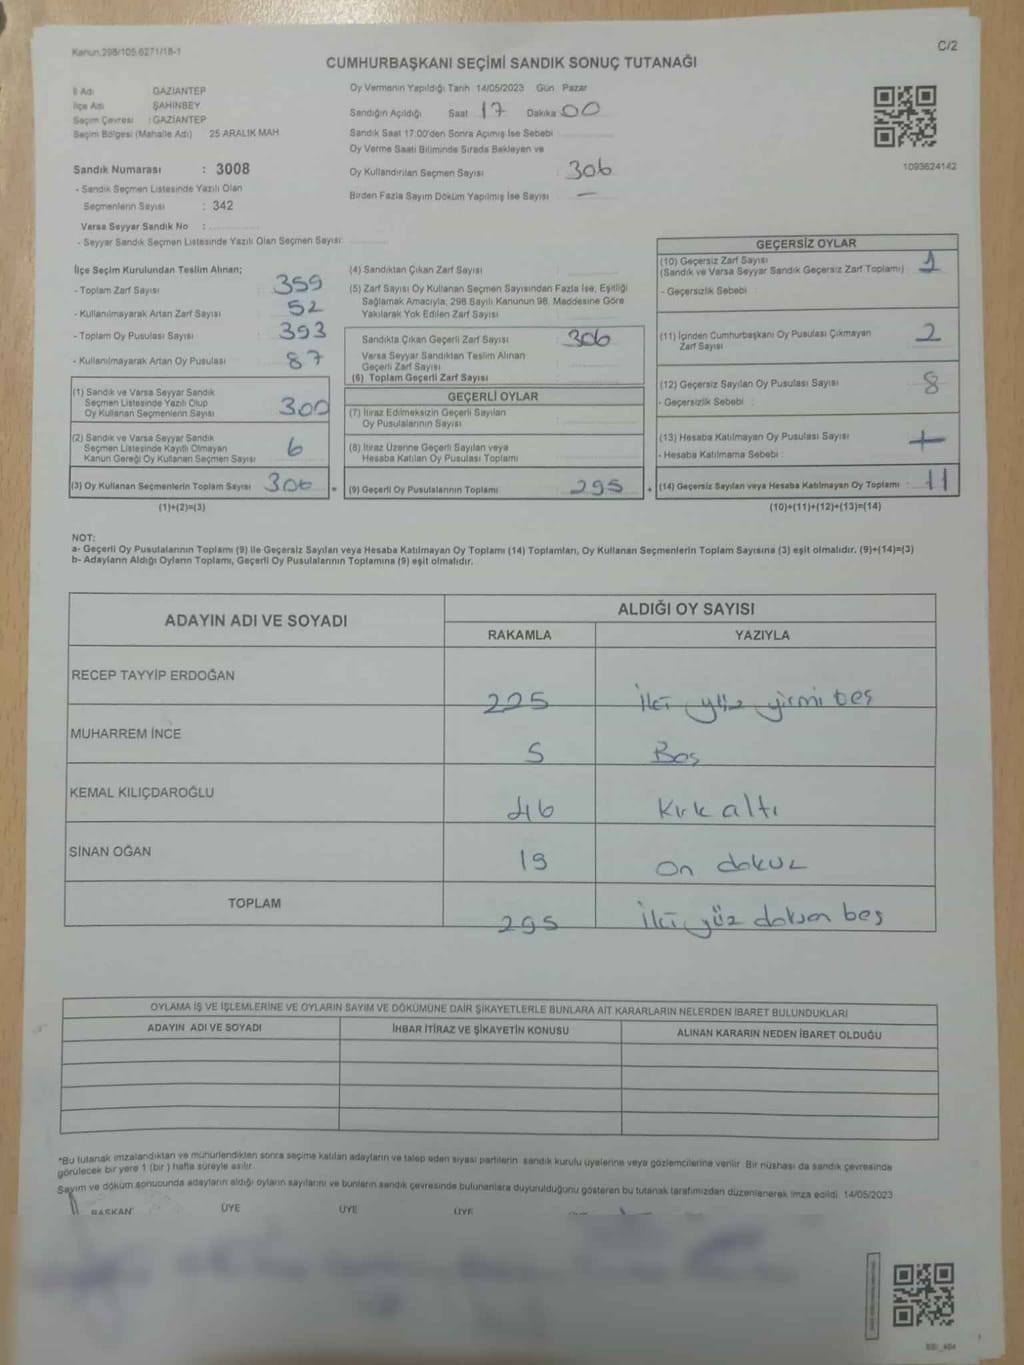 Kanun:298/105.6271/18-1
C/2
CUMHURBAŞKANI SEÇİMİ SANDIK SONUÇ TUTANAĞI
İl Adı GAZİANTEP
İlçe Adı ŞAHİNBEY
Seçim Çevresi : GAZİANTEP
Seçim Bölgesi (Mahalle Adı) 25 ARALIK MAH
Sandık Numarası : 3008
- Sandık Seçmen Listesinde Yazılı Olan
Seçmenlerin Sayısı : 342
Varsa Seyyar Sandık No :
- Seyyar Sandık Seçmen Listesinde Yazılı Olan Seçmen Sayısı:
Oy Vermenin Yapıldığı Tarih 14/05/2023 Gün Pazar
Sandığın Açıldığı Saat 17 Dakika 00
Sandık Saat 17:00'den Sonra Açılmış İse Sebebi
Oy Verme Saati Bitiminde Sırada Bekleyen ve
Oy Kullandırılan Seçmen Sayısı : 306
Birden Fazla Sayım Döküm Yapılmış İse Sayısı : —
1093624142
İlçe Seçim Kurulundan Teslim Alınan;
- Toplam Zarf Sayısı : 359
- Kullanılmayarak Artan Zarf Sayısı : 52
- Toplam Oy Pusulası Sayısı : 393
- Kullanılmayarak Artan Oy Pusulası : 87
(1) Sandık ve Varsa Seyyar Sandık
Seçmen Listesinde Yazılı Olup
Oy Kullanan Seçmenlerin Sayısı : 300
(2) Sandık ve Varsa Seyyar Sandık
Seçmen Listesinde Kayıtlı Olmayan
Kanun Gereği Oy Kullanan Seçmen Sayısı : 6
(3) Oy Kullanan Seçmenlerin Toplam Sayısı : 306
(1)+(2)=(3)
(4) Sandıktan Çıkan Zarf Sayısı
(5) Zarf Sayısı Oy Kullanan Seçmen Sayısından Fazla İse, Eşitliği
Sağlamak Amacıyla, 298 Sayılı Kanunun 98. Maddesine Göre
Yakılarak Yok Edilen Zarf Sayısı
Sandıkta Çıkan Geçerli Zarf Sayısı : 306
Varsa Seyyar Sandıktan Teslim Alınan
Geçerli Zarf Sayısı
(6) Toplam Geçerli Zarf Sayısı
GEÇERLİ OYLAR
(7) İtiraz Edilmeksizin Geçerli Sayılan
Oy Pusulalarının Sayısı
(8) İtiraz Üzerine Geçerli Sayılan veya
Hesaba Katılan Oy Pusulası Toplamı
= (9) Geçerli Oy Pusulalarının Toplamı : 295
GEÇERSİZ OYLAR
(10) Geçersiz Zarf Sayısı
(Sandık ve Varsa Seyyar Sandık Geçersiz Zarf Toplamı) : 1
- Geçersizlik Sebebi :
(11) İçinden Cumhurbaşkanı Oy Pusulası Çıkmayan
Zarf Sayısı : 2
(12) Geçersiz Sayılan Oy Pusulası Sayısı : 8
- Geçersizlik Sebebi :
(13) Hesaba Katılmayan Oy Pusulası Sayısı
- Hesaba Katılmama Sebebi :
+ (14) Geçersiz Sayılan veya Hesaba Katılmayan Oy Toplamı : 11
(10)+(11)+(12)+(13)=(14)
NOT:
a- Geçerli Oy Pusulalarının Toplamı (9) ile Geçersiz Sayılan veya Hesaba Katılmayan Oy Toplamı (14) Toplamları, Oy Kullanan Seçmenlerin Toplam Sayısına (3) eşit olmalıdır. (9)+(14)=(3)
b- Adayların Aldığı Oyların Toplamı, Geçerli Oy Pusulalarının Toplamına (9) eşit olmalıdır.
ADAYIN ADI VE SOYADI
ALDIĞI OY SAYISI
RAKAMLA YAZIYLA
RECEP TAYYİP ERDOĞAN 225 İki yüz yirmi beş
MUHARREM İNCE 5 Beş
KEMAL KILIÇDAROĞLU 46 Kırk altı
SİNAN OĞAN 19 On dokuz
TOPLAM 295 İki yüz doksan beş
OYLAMA İŞ VE İŞLEMLERİNE VE OYLARIN SAYIM VE DÖKÜMÜNE DAİR ŞİKAYETLERLE BUNLARA AİT KARARLARIN NELERDEN İBARET BULUNDUKLARI
ADAYIN ADI VE SOYADI İHBAR İTİRAZ VE ŞİKAYETİN KONUSU ALINAN KARARIN NEDEN İBARET OLDUĞU
*Bu tutanak imzalandıktan ve mühürlendikten sonra seçime katılan adayların ve talep eden siyasi partilerin sandık kurulu üyelerine veya gözlemcilerine verilir. Bir nüshası da sandık çevresinde
görülecek bir yere 1 (bir) hafta süreyle asılır.
Sayım ve döküm sonucunda adayların aldığı oyların sayılarını ve bunların sandık çevresinde bulunanlara duyurulduğunu gösteren bu tutanak tarafımızdan düzenlenerek imza edildi. 14/05/2023
BAŞKAN ÜYE ÜYE ÜYE